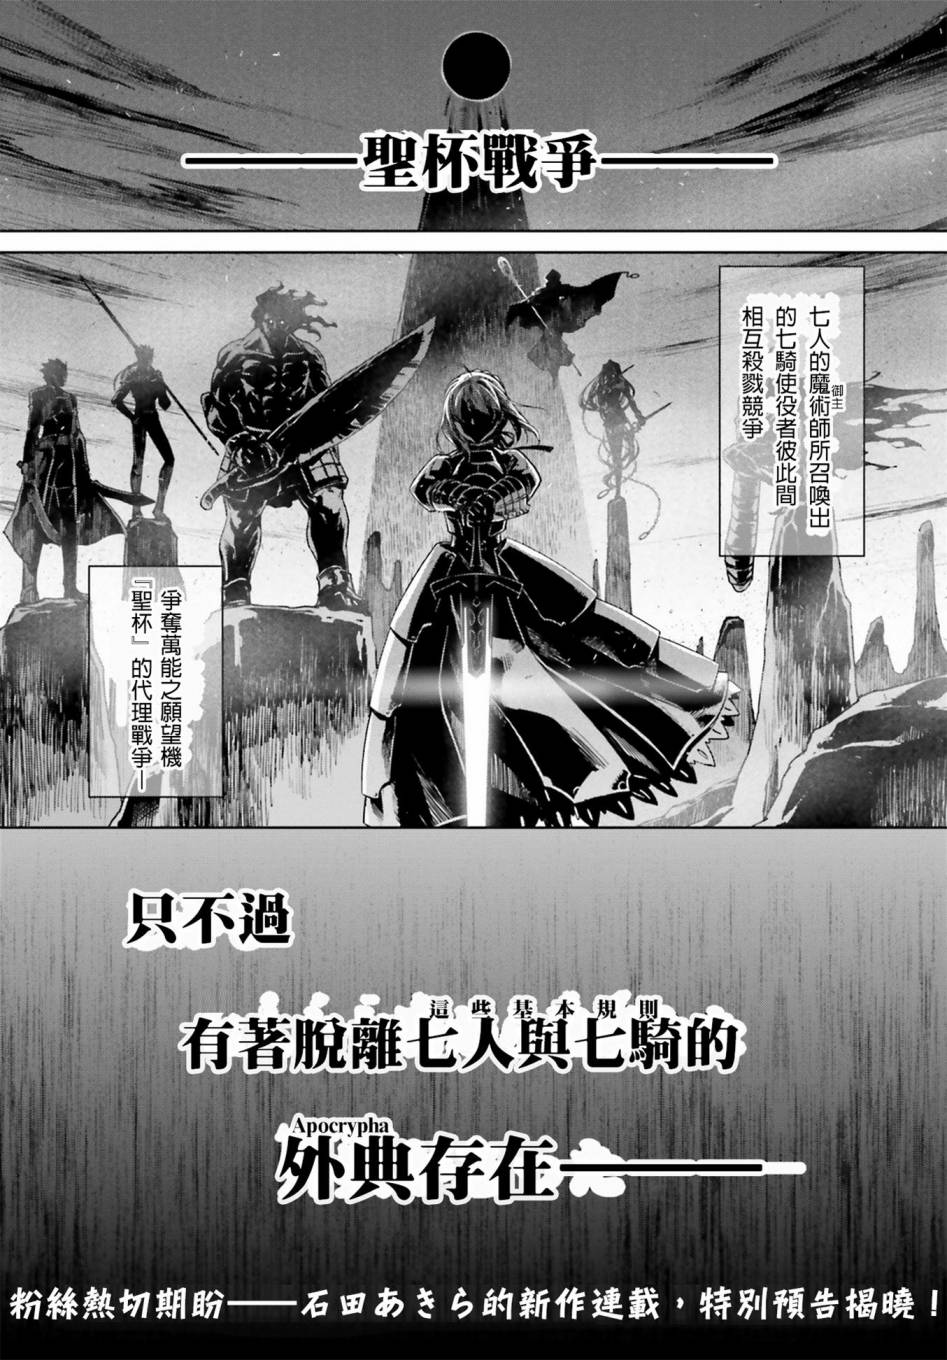 ——聖杯戰爭——
七人的魔術師所召喚出
御主
的七騎使役者彼此間
相互殺戮競爭
爭奪萬能之願望機
『聖杯』的代理戰爭—
只不過
這些基本規則
有著脫離七人與七騎的
Apocrypha
外典存在——
粉絲熱切期盼——石田あきら的新作連載，特別預告揭曉！